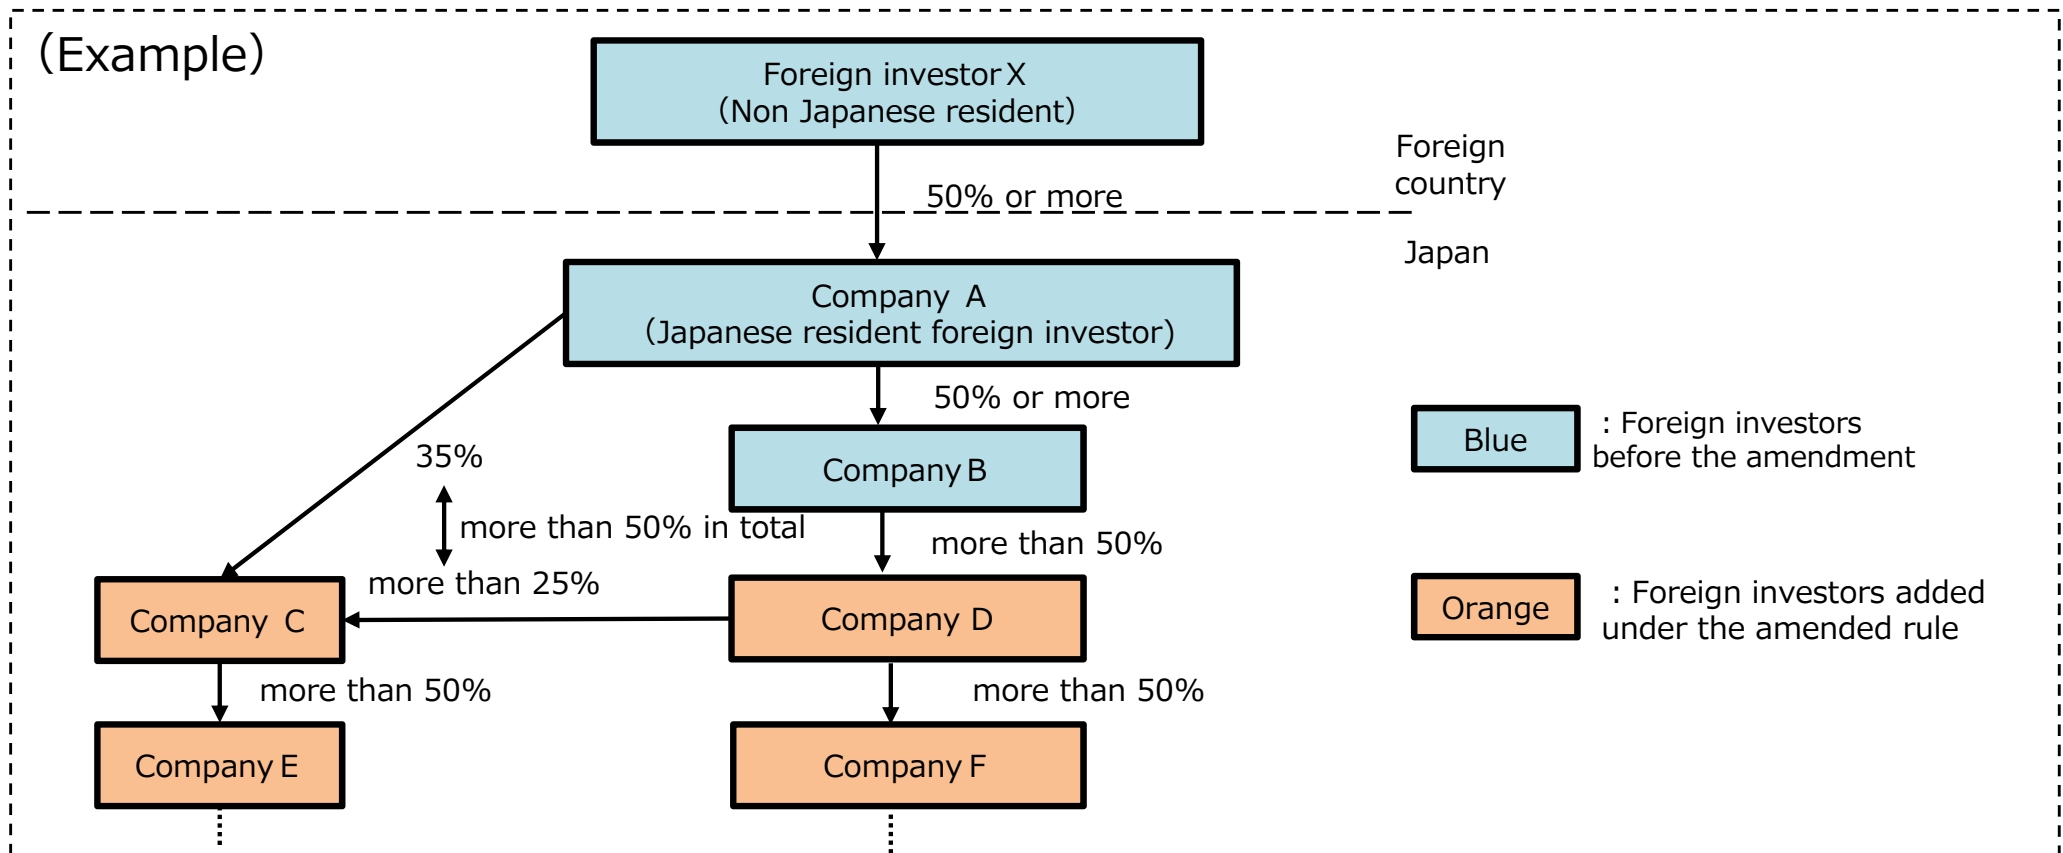 (Example)
Foreign investor X
(Non Japanese resident)
Foreign
country
50% or more
Japan
Company A
(Japanese resident foreign investor)
50% or more
35%
Company B
more than 50% in total
more than 50%
more than 25%
Company C
Company D
more than 50%
more than 50%
Company E
Company F
Blue
: Foreign investors
before the amendment
Orange
: Foreign investors added
under the amended rule